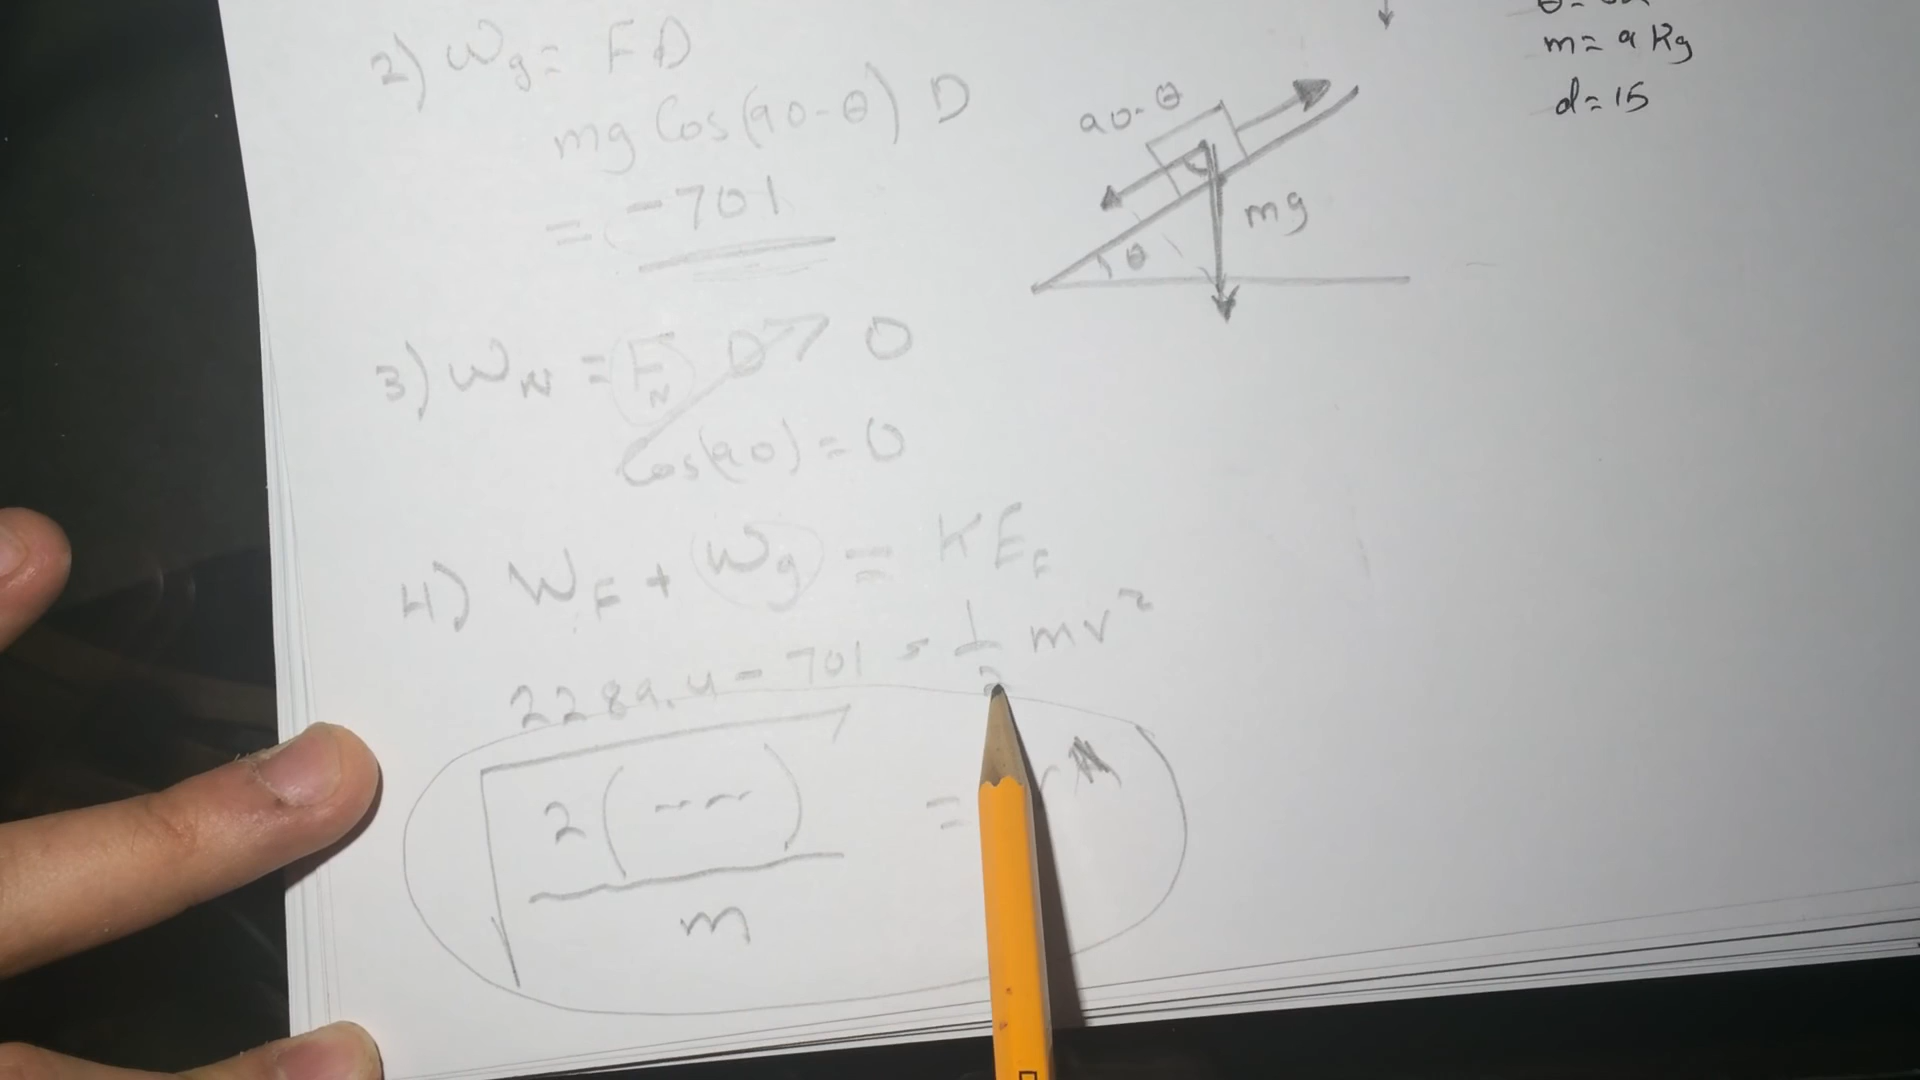 2) Wg = FD
mg Cos(90-θ) D
= -701
3) WN = FN D 0
Cos(90) = 0
4) WF + Wg = KEF
2289.4 - 701 = 1/2 mv²
√ 2( -- ) / m = v
90-θ
mg
θ
m= 9 Kg
d= 15